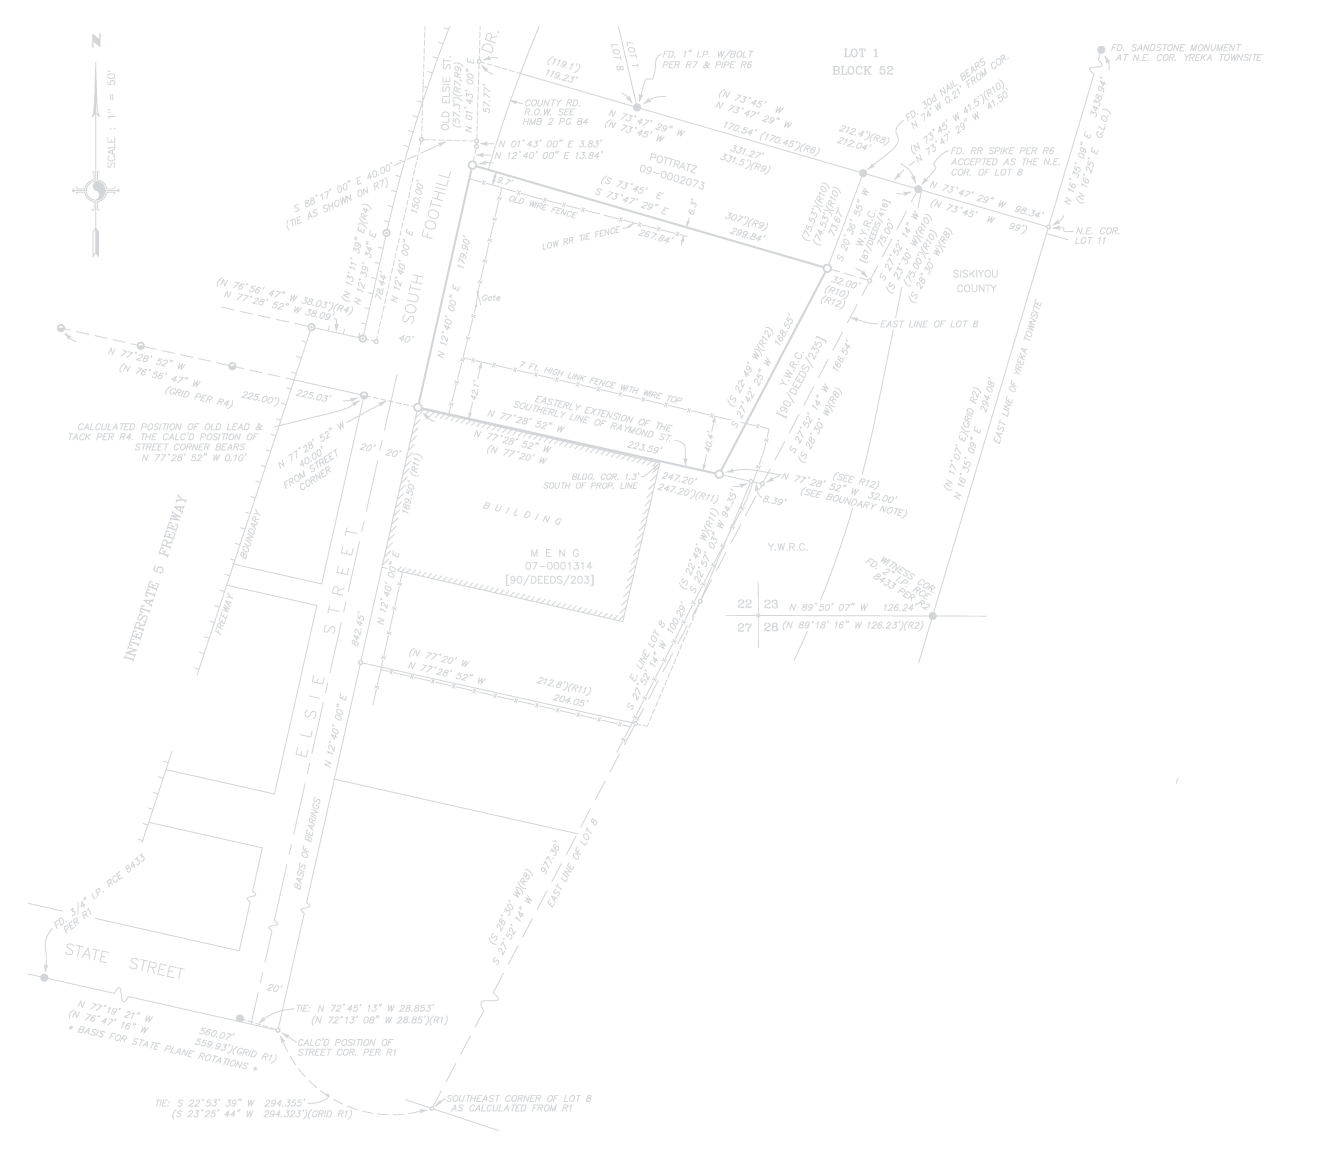 N
SCALE : 1" = 50'
OLD ELSIE ST.
(57.3')(R7,R9)
N 01°43' 00" E
57.77'
DR.
(119.1')
119.23'
LOT 1
LOT 8
FD. 1" I.P. W/BOLT
PER R7 & PIPE R6
LOT 1
BLOCK 52
FD. SANDSTONE MONUMENT
AT N.E. COR. YREKA TOWNSITE
COUNTY RD.
R.O.W. SEE
HMB 2 PG 84
N 73°47' 29" W
(N 73°45' W
(N 73°45' W
N 73°47' 29" W
170.54' (170.45')(R6)
331.27'
331.5')(R9)
212.4')(R8)
212.04'
FD. 30d NAIL BEARS
N 74° W 0.21' FROM COR.
(N 73°45' W 41.5')(R10)
N 73°47' 29" W 41.50'
FD. RR SPIKE PER R6
ACCEPTED AS THE N.E.
COR. OF LOT 8
3438.94'
N 16°35' 09" E
(N 16°25' E G.L.O.)
N 01°43' 00" E 3.83'
N 12°40' 00" E 13.84'
POTTRATZ
09-0002073
S 88°17' 00" E 40.00'
(TIE AS SHOWN ON R7)
150.00'
9.7'
OLD WIRE FENCE
(S 73°45' E
S 73°47' 29" E
6.3'
307')(R9)
299.84'
LOW RR TIE FENCE
267.84'
(75.53')(R10)
(74.53')(R10)
73.67'
S 20°36' 55" W
Y.W.R.C.
[87/DEEDS/416]
75.00'
S 27°52' 14" W
(S 23°30' W)(R10)
(75.00')(R10)
(S 28°30' W)(R8)
N 73°47' 29" W 98.34'
(N 73°45' W 99')
N.E. COR.
LOT 11
(N 13°11' 39" E)(R4)
N 12°39' 34" E
78.44'
N 12°40' 00" E
SOUTH FOOTHILL
179.90'
N 12°40' 00" E
Gate
32.00'
(R10)
(R12)
SISKIYOU
COUNTY
(N 76°56' 47" W 38.03')(R4)
N 77°28' 52" W 38.09'
40'
EAST LINE OF LOT 8
(S 22°49' W)(R12)
S 27°42' 25" W 168.55'
Y.W.R.C.
[90/DEEDS/235]
S 27°52' 14" W 166.54'
(S 28°30' W)(R8)
EAST LINE OF YREKA TOWNSITE
(N 17°07' E)(GRID R2)
N 16°35' 09" E 294.08'
N 77°28' 52" W
(N 76°56' 47" W
(GRID PER R4)
225.00')
225.03'
7 Ft. HIGH LINK FENCE WITH WIRE TOP
42.1'
EASTERLY EXTENSION OF THE
SOUTHERLY LINE OF RAYMOND ST.
N 77°28' 52" W
223.59'
40.4'
CALCULATED POSITION OF OLD LEAD &
TACK PER R4. THE CALC'D POSITION OF
STREET CORNER BEARS
N 77°28' 52" W 0.10'
N 77°28' 52" W
40.00'
FROM STREET
CORNER
20' 20'
N 77°28' 52" W
(N 77°20' W
BLDG. COR. 1.3'
SOUTH OF PROP. LINE
247.20'
247.20')(R11)
(SEE R12)
N 77°28' 52" W 32.00'
(SEE BOUNDARY NOTE)
8.39'
189.50' (R11)
BUILDING
MENG
07-0001314
[90/DEEDS/203]
(S 22°49' W)(R11)
S 22°57' 03" W 94.35'
Y.W.R.C.
WITNESS COR.
FD. 2" I.P. RCE
8433 PER R2
22 23
27 28
N 89°50' 07" W 126.24'
(N 89°18' 16" W 126.23')(R2)
INTERSTATE 5 FREEWAY
FREEWAY BOUNDARY
ELSIE STREET
842.45'
N 12°40' 00" E
E. LINE LOT 8
S 27°52' 14" W 100.29'
(N 77°20' W
N 77°28' 52" W
212.8')(R11)
204.05'
BASIS OF BEARINGS
N 12°40' 00" E
(S 28°30' W)(R8)
S 27°52' 14" W 977.36'
EAST LINE OF LOT 8
FD. 3/4" I.P. RCE 8433
PER R1
STATE STREET
20'
N 77°19' 21" W
(N 76°47' 16" W
560.07'
559.93')(GRID R1)
* BASIS FOR STATE PLANE ROTATIONS *
TIE: N 72°45' 13" W 28.853'
(N 72°13' 08" W 28.85')(R1)
CALC'D POSITION OF
STREET COR. PER R1
TIE: S 22°53' 39" W 294.355'
(S 23°25' 44" W 294.323')(GRID R1)
SOUTHEAST CORNER OF LOT 8
AS CALCULATED FROM R1